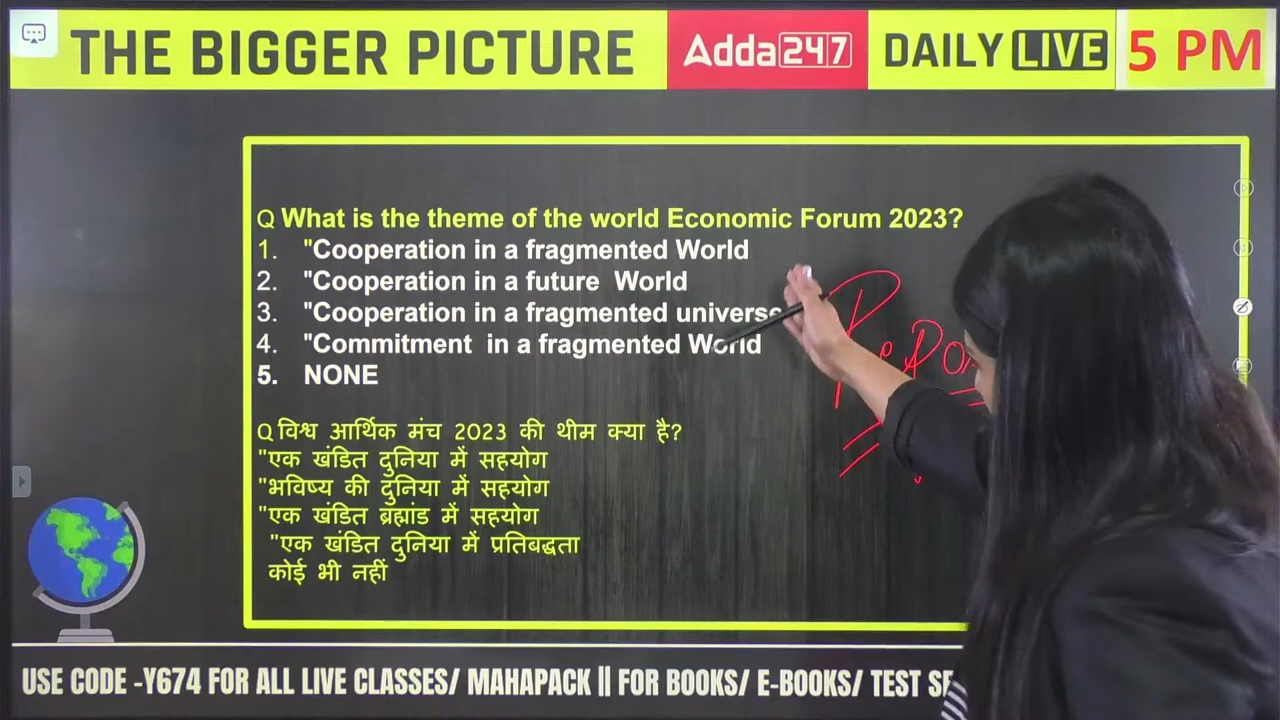 THE BIGGER PICTURE Adda247 DAILY LIVE 5 PM
Q What is the theme of the world Economic Forum 2023?
1. "Cooperation in a fragmented World
2. "Cooperation in a future World
3. "Cooperation in a fragmented universe
4. "Commitment in a fragmented World
5. NONE
Q विश्व आर्थिक मंच 2023 की थीम क्या है?
"एक खंडित दुनिया में सहयोग
"भविष्य की दुनिया में सहयोग
"एक खंडित ब्रह्मांड में सहयोग
"एक खंडित दुनिया में प्रतिबद्धता
कोई भी नहीं
USE CODE -Y674 FOR ALL LIVE CLASSES/ MAHAPACK || FOR BOOKS/ E-BOOKS/ TEST